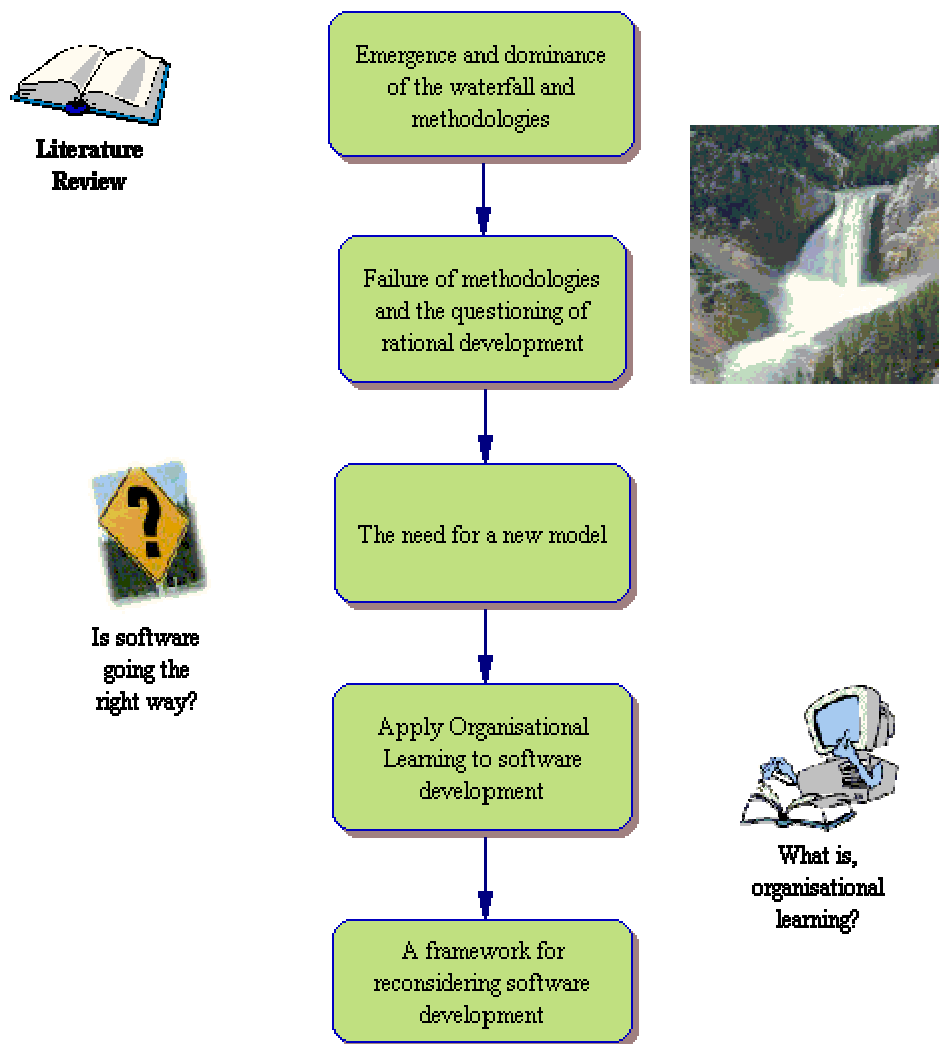 Emergence and dominance
of the waterfall and
methodologies
Literature
Review
Failure of methodologies
and the questioning of
rational development
The need for a new model
?
Is software
going the
right way?
Apply Organisational
Learning to software
development
What is,
organisational
learning?
A framework for
reconsidering software
development